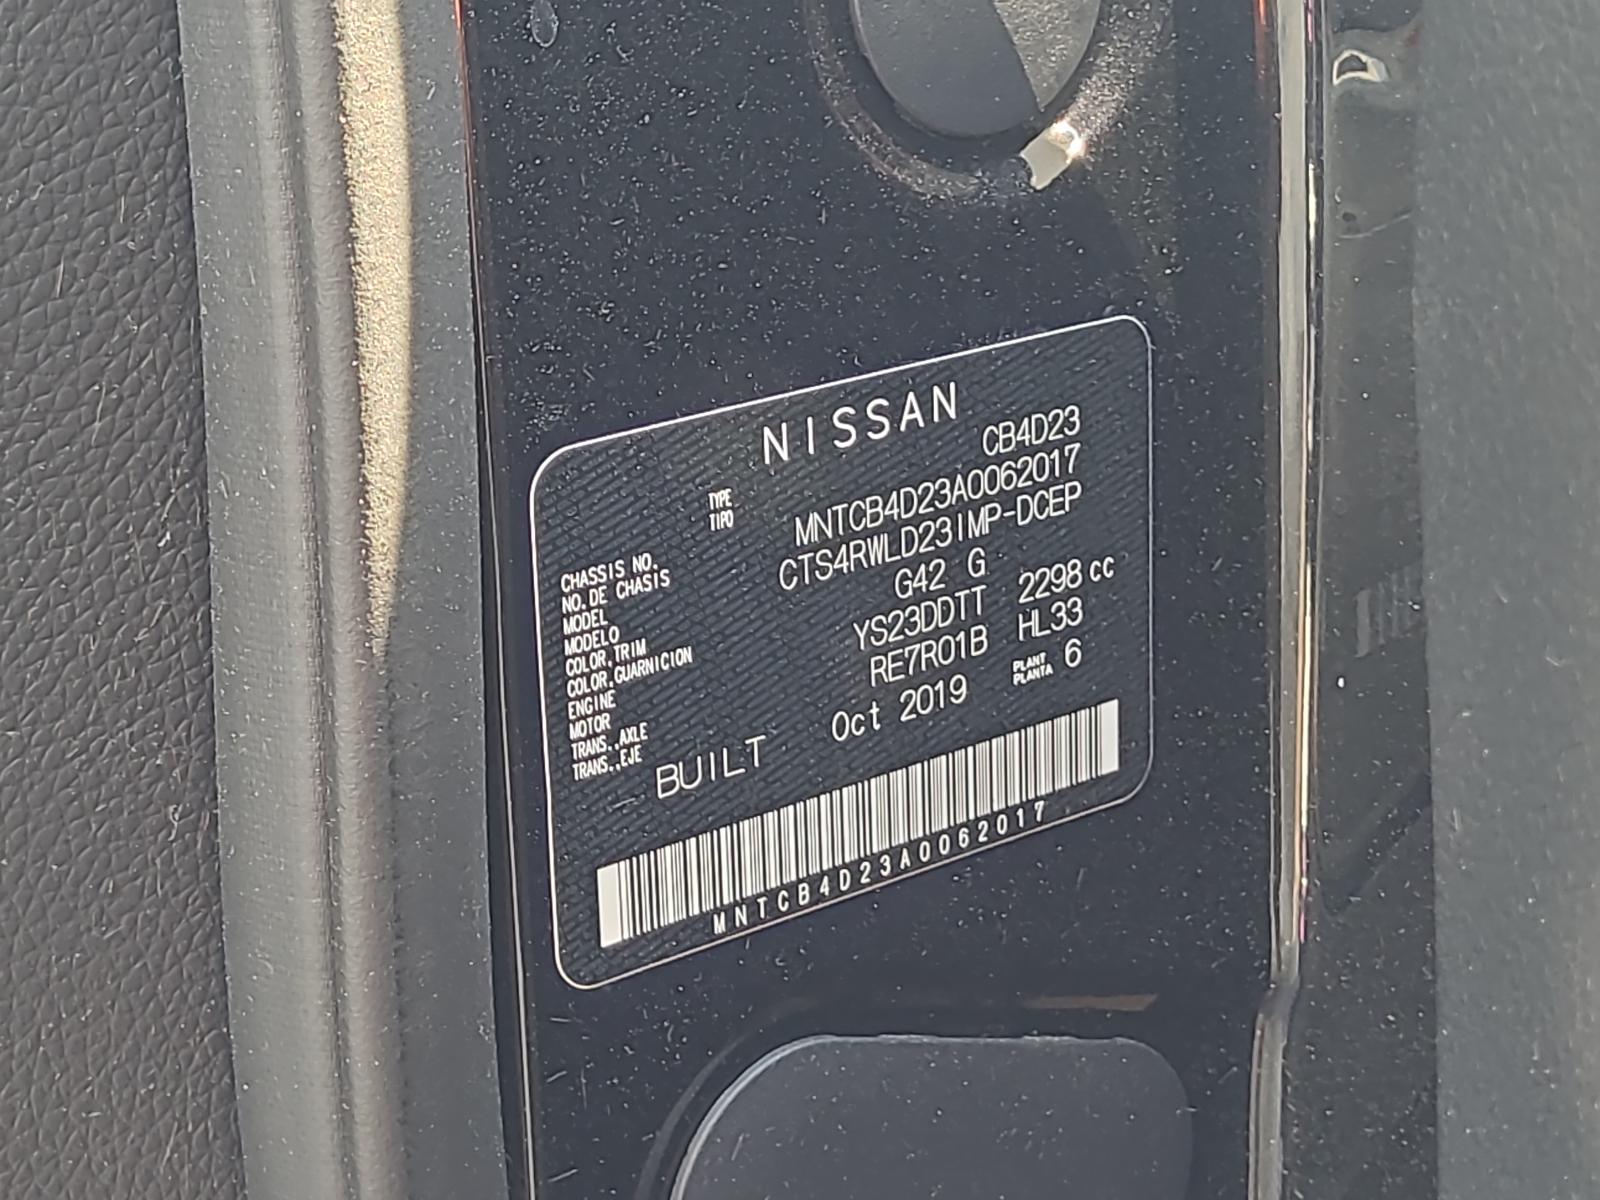 NISSAN
TYPE CB4D23
TIPO
CHASSIS NO. MNTCB4D23A0062017
NO.DE CHASIS
MODEL CTS4RWLD23IMP-DCEP
MODELO
COLOR,TRIM G42 G
COLOR,GUARNICION
ENGINE YS23DDTT 2298 cc
MOTOR
TRANS.,AXLE RE7R01B HL33
TRANS.,EJE
BUILT Oct 2019 PLANT 6
PLANTA
MNTCB4D23A0062017